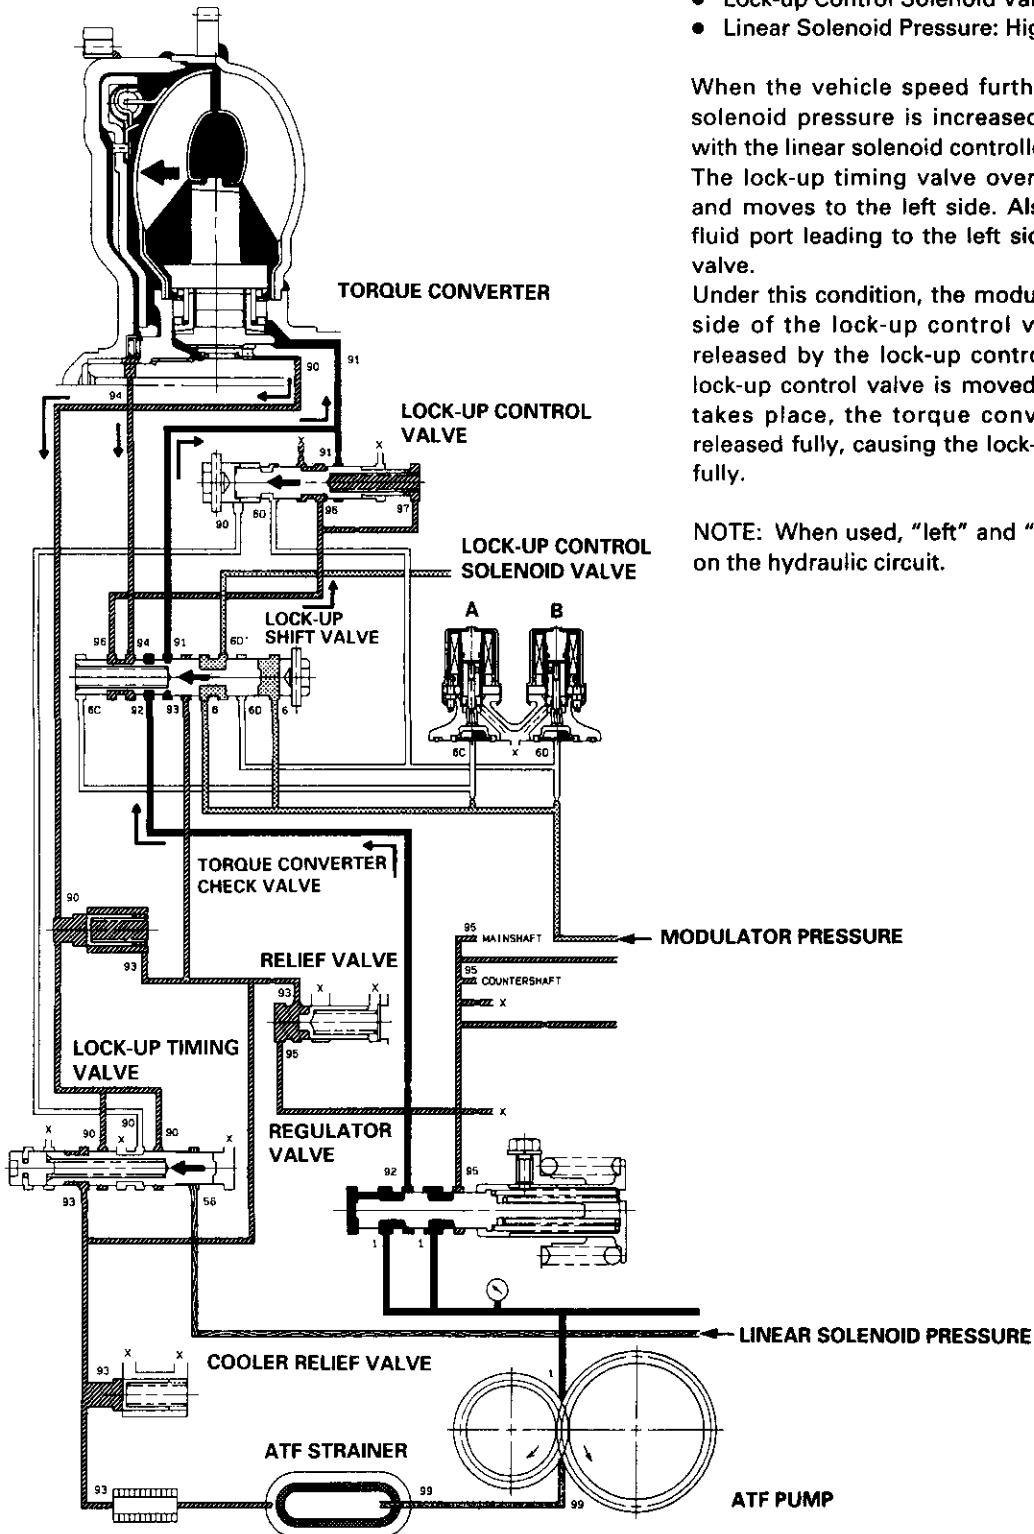 • Lock-up Control Solenoid Val
• Linear Solenoid Pressure: Hig
When the vehicle speed furth
solenoid pressure is increased
with the linear solenoid controlle
The lock-up timing valve over
and moves to the left side. Als
fluid port leading to the left sid
valve.
Under this condition, the modu
side of the lock-up control v
released by the lock-up contro
lock-up control valve is moved
takes place, the torque conv
released fully, causing the lock-
fully.
NOTE: When used, "left" and "
on the hydraulic circuit.
TORQUE CONVERTER
90
91
94
LOCK-UP CONTROL
VALVE
X
91
X
90
6D
96
97
LOCK-UP CONTROL
SOLENOID VALVE
LOCK-UP
SHIFT VALVE
A
B
96
94
91
6D'
6C
92
93
6
6D
6
6C
X
6D
TORQUE CONVERTER
CHECK VALVE
90
93
95
MAINSHAFT
MODULATOR PRESSURE
95
COUNTERSHAFT
X
RELIEF VALVE
93
X
X
95
X
LOCK-UP TIMING
VALVE
X
90
X
90
90
X
93
56
REGULATOR
VALVE
92
95
1
1
LINEAR SOLENOID PRESSURE
COOLER RELIEF VALVE
93
X
X
1
ATF STRAINER
93
99
99
ATF PUMP